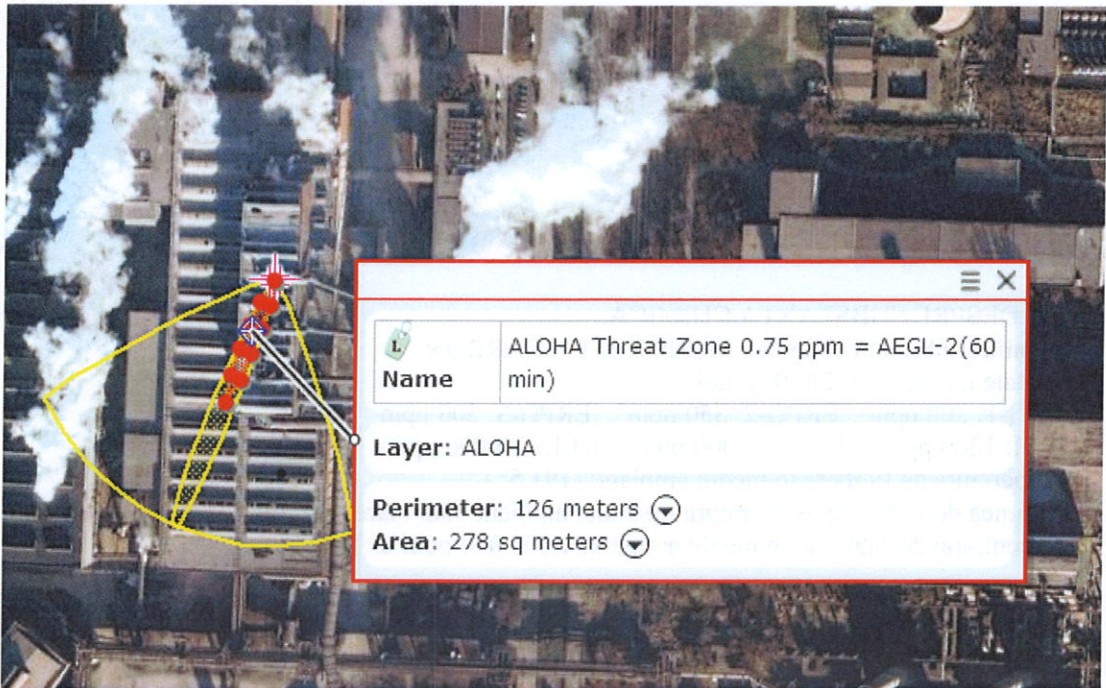 L
Name
ALOHA Threat Zone 0.75 ppm = AEGL-2(60
min)
Layer: ALOHA
Perimeter: 126 meters
Area: 278 sq meters